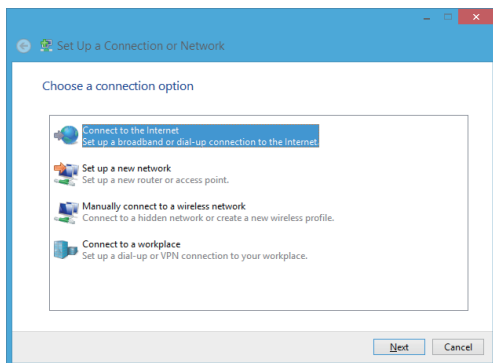 Set Up a Connection or Network
Choose a connection option
Connect to the Internet
Set up a broadband or dial-up connection to the Internet.
Set up a new network
Set up a new router or access point.
Manually connect to a wireless network
Connect to a hidden network or create a new wireless profile.
Connect to a workplace
Set up a dial-up or VPN connection to your workplace.
Next Cancel